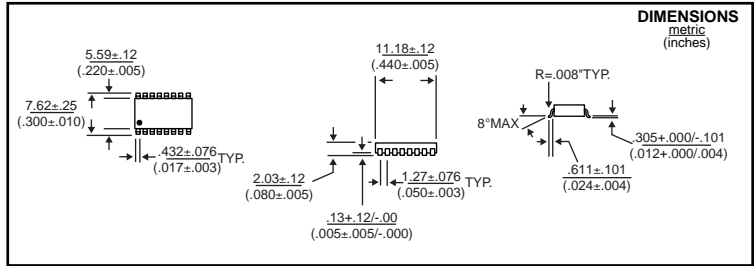 DIMENSIONS
metric
(inches)
5.59±.12
(.220±.005)
7.62±.25
(.300±.010)
.432±.076 TYP.
(.017±.003)
11.18±.12
(.440±.005)
2.03±.12
(.080±.005)
1.27±.076 TYP.
(.050±.003)
.13+.12/-.00
(.005±.005/-.000)
R=.008"TYP.
8°MAX
.305+.000/-.101
(.012+.000/.004)
.611±.101
(.024±.004)